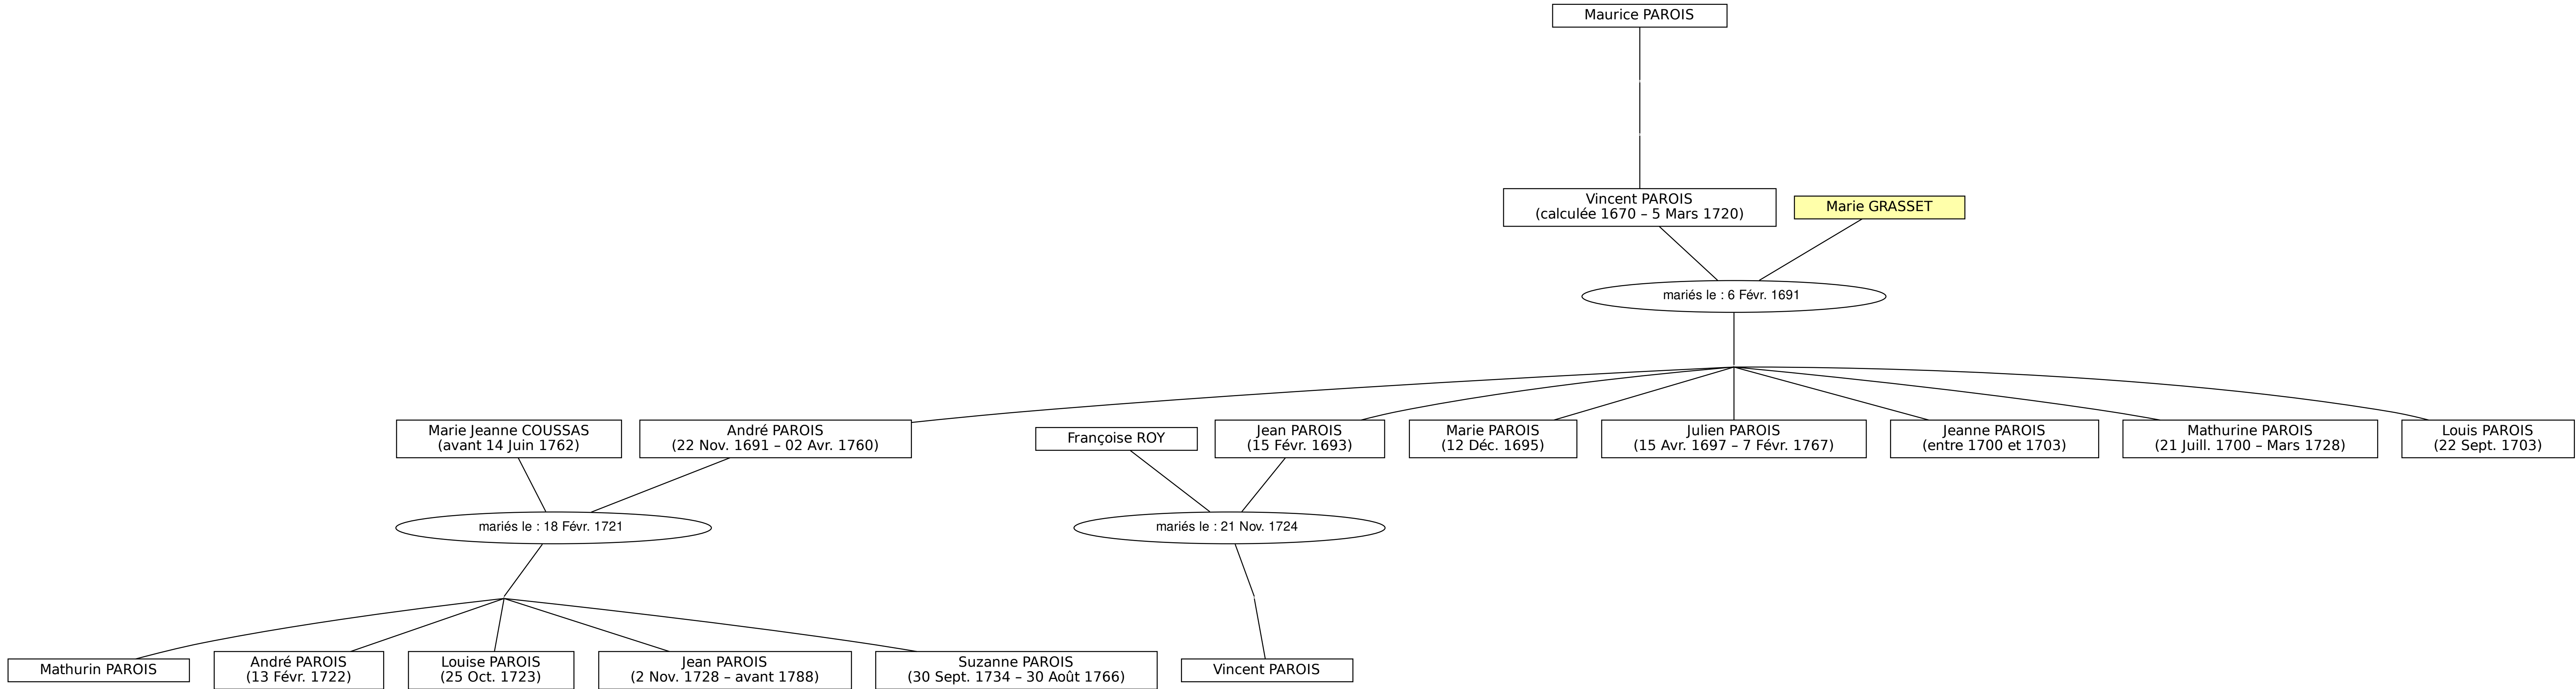 Maurice PAROIS
Vincent PAROIS
(calculée 1670 – 5 Mars 1720)
Marie GRASSET
mariés le : 6 Févr. 1691
Marie Jeanne COUSSAS
(avant 14 Juin 1762)
André PAROIS
(22 Nov. 1691 – 02 Avr. 1760)
Françoise ROY
Jean PAROIS
(15 Févr. 1693)
Marie PAROIS
(12 Déc. 1695)
Julien PAROIS
(15 Avr. 1697 – 7 Févr. 1767)
Jeanne PAROIS
(entre 1700 et 1703)
Mathurine PAROIS
(21 Juill. 1700 – Mars 1728)
Louis PAROIS
(22 Sept. 1703)
mariés le : 18 Févr. 1721
mariés le : 21 Nov. 1724
Mathurin PAROIS
André PAROIS
(13 Févr. 1722)
Louise PAROIS
(25 Oct. 1723)
Jean PAROIS
(2 Nov. 1728 – avant 1788)
Suzanne PAROIS
(30 Sept. 1734 – 30 Août 1766)
Vincent PAROIS